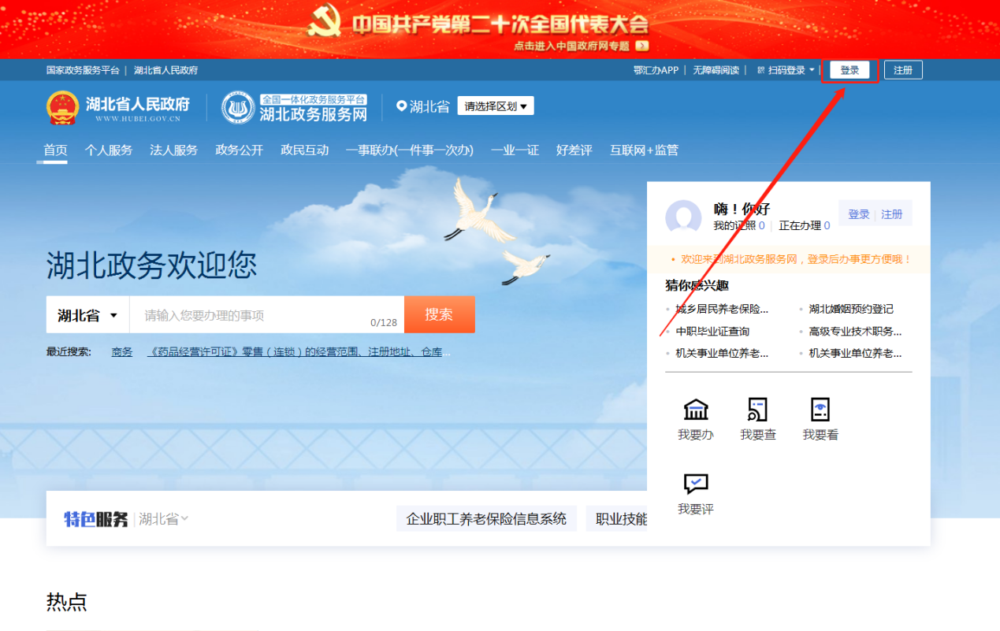 中国共产党第二十次全国代表大会
点击进入中国政府网专题
国家政务服务平台 | 湖北省人民政府
鄂汇办APP | 无障碍阅读 | 扫码登录 | 登录 注册
湖北省人民政府
WWW.HUBEI.GOV.CN
全国一体化政务服务平台
湖北政务服务网
湖北省 请选择区划▼
首页 个人服务 法人服务 政务公开 政民互动 一事联办(一件事一次办) 一业一证 好差评 互联网+监管
嗨！你好
登录 | 注册
我的证照 0 | 正在办理 0
• 欢迎来到湖北政务服务网，登录后办事更方便哦！
湖北政务欢迎您
猜你感兴趣
城乡居民养老保险...
湖北婚姻预约登记
中职毕业证查询
高级专业技术职务...
机关事业单位养老...
机关事业单位养老...
湖北省 请输入您要办理的事项 0/128 搜索
最近搜索: 商务 《药品经营许可证》零售（连锁）的经营范围、注册地址、仓库...
我要办 我要查 我要看
我要评
特色服务 | 湖北省
企业职工养老保险信息系统 职业技能
热点